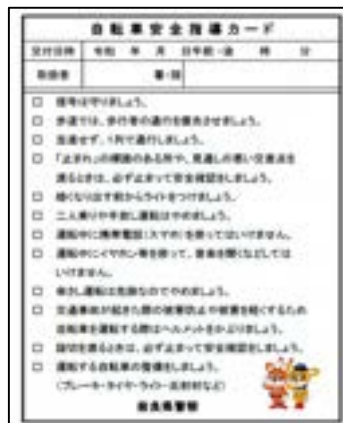 自転車安全指導カード
交付日時 令和 年 月 日午前・後 時 分
取扱者 署・隊
□ 信号は守りましょう。
□ 歩道では、歩行者の通行を優先させましょう。
□ 並進せず、1列で通行しましょう。
□ 「止まれ」の標識のある所や、見通しの悪い交差点を
渡るときは、必ず止まって安全確認をしましょう。
□ 暗くなり出す前からライトをつけましょう。
□ 二人乗りや手放し運転はやめましょう。
□ 運転中に携帯電話(スマホ)を使ってはいけません。
□ 運転中にイヤホン等を使って、音楽を聞くなどしては
いけません。
□ 傘さし運転は危険なのでやめましょう。
□ 交通事故が起きた際の被害防止や被害を軽くするため
自転車を運転する際はヘルメットをかぶりましょう。
□ 踏切を渡るときは、必ず止まって安全確認をしましょう。
□ 運転する自転車の整備をしましょう。
(ブレーキ・タイヤ・ライト・反射材など)
奈良県警察